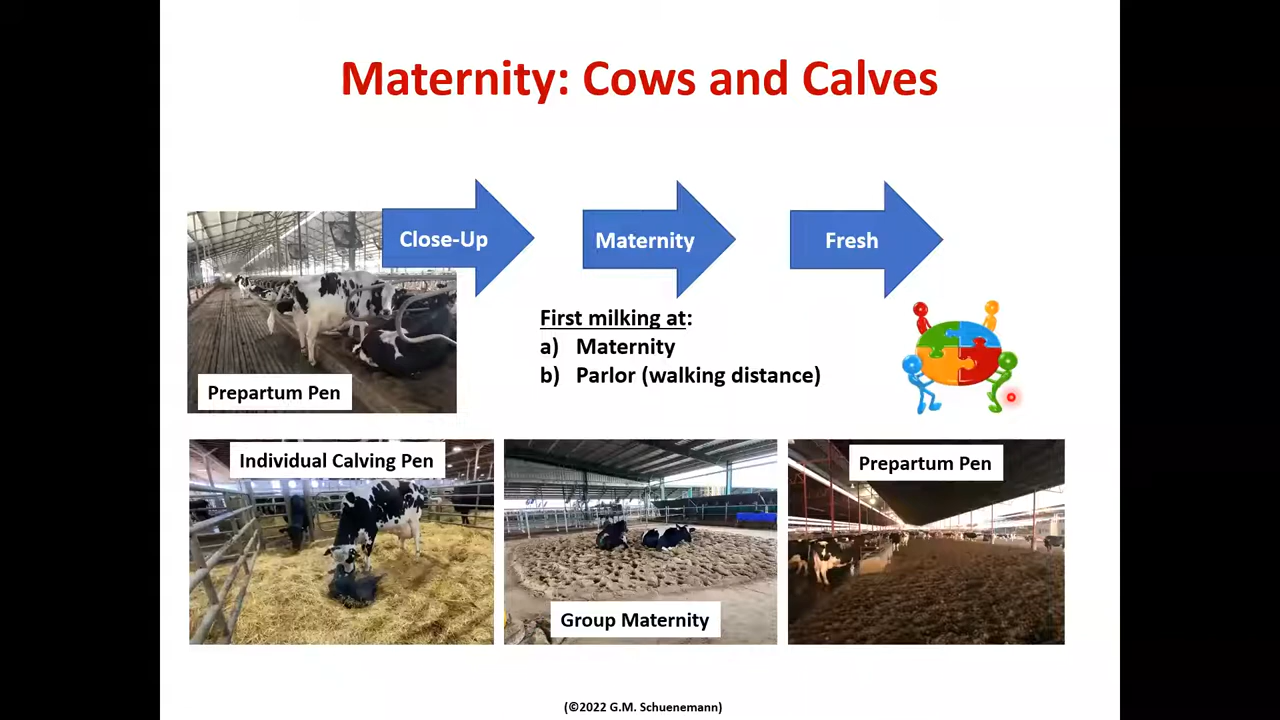 Maternity: Cows and Calves
Close-Up
Maternity
Fresh
First milking at:
a) Maternity
b) Parlor (walking distance)
Prepartum Pen
Individual Calving Pen
Group Maternity
Prepartum Pen
(©2022 G.M. Schuenemann)